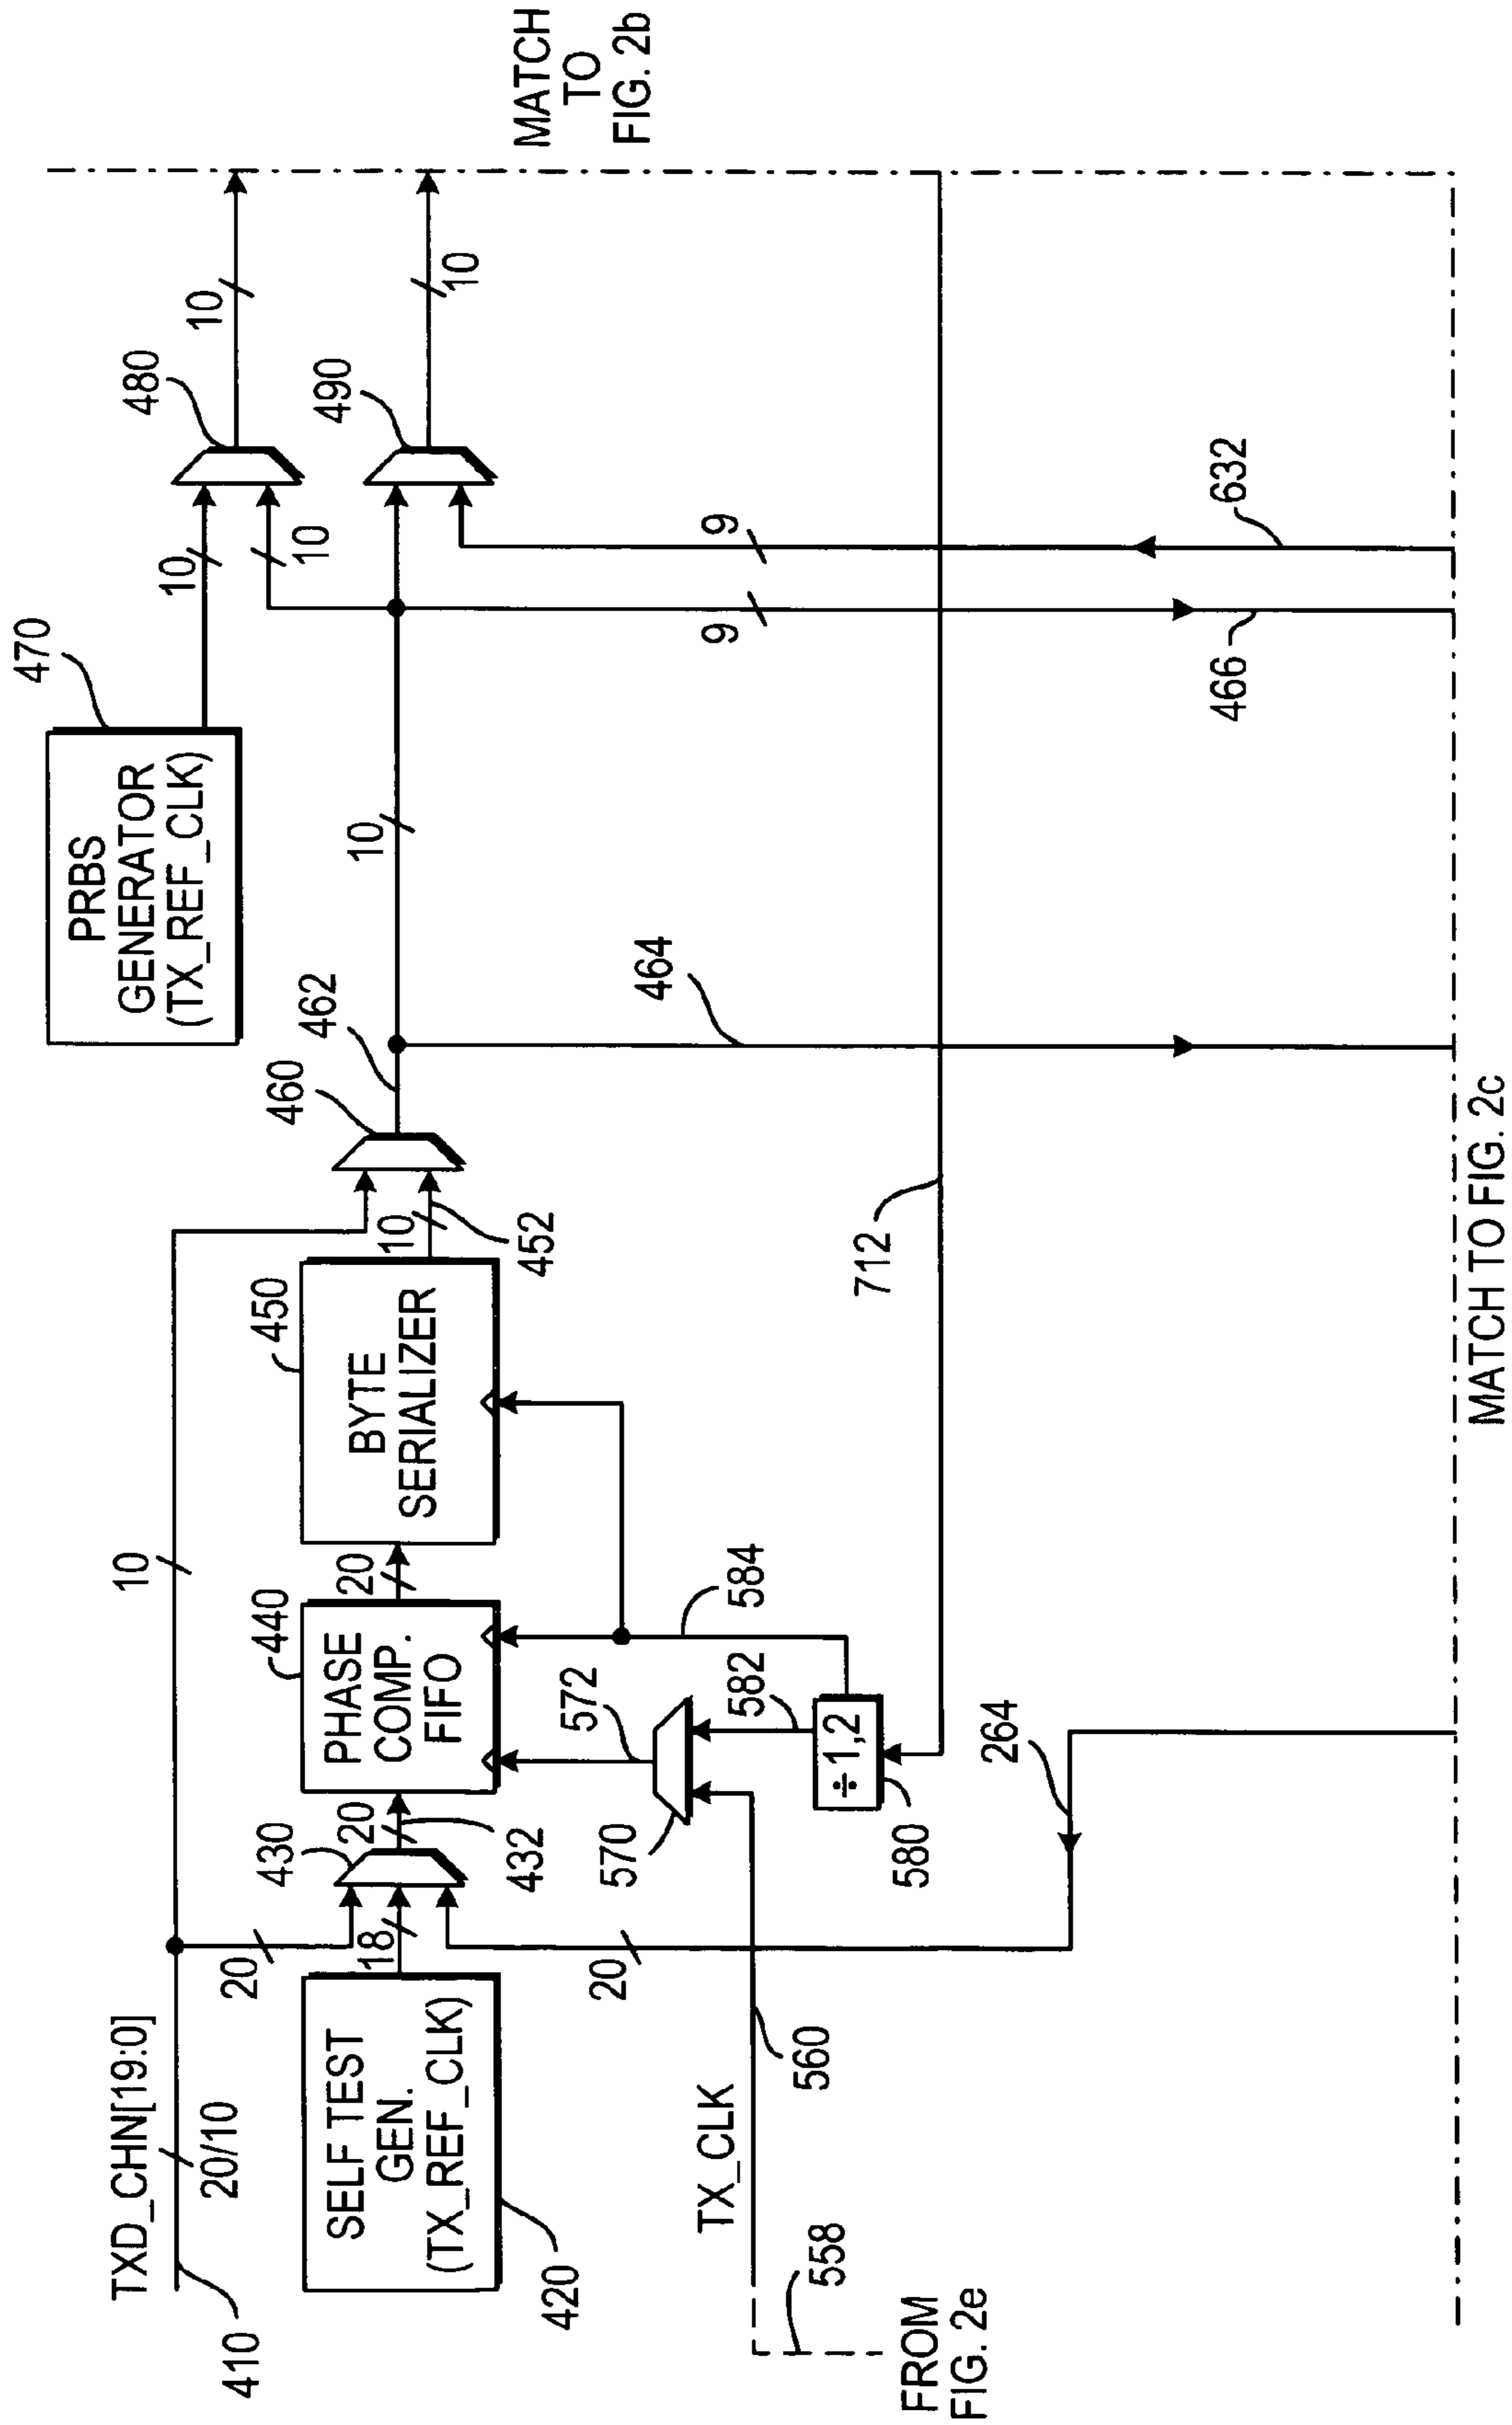 TXD_CHN[19:0]
20/10
410
SELF TEST
GEN.
(TX_REF_CLK)
420
20
18
20
430
20
432
PHASE
COMP.
FIFO
440
20
BYTE
SERIALIZER
450
10
452
10
460
462
464
10
PRBS
GENERATOR
(TX_REF_CLK)
470
10
10
480
10
490
10
9
9
466
632
712
TX_CLK
558
560
FROM
FIG. 2e
570
572
582
584
÷1,2
580
264
MATCH
TO
FIG. 2b
MATCH TO FIG. 2c